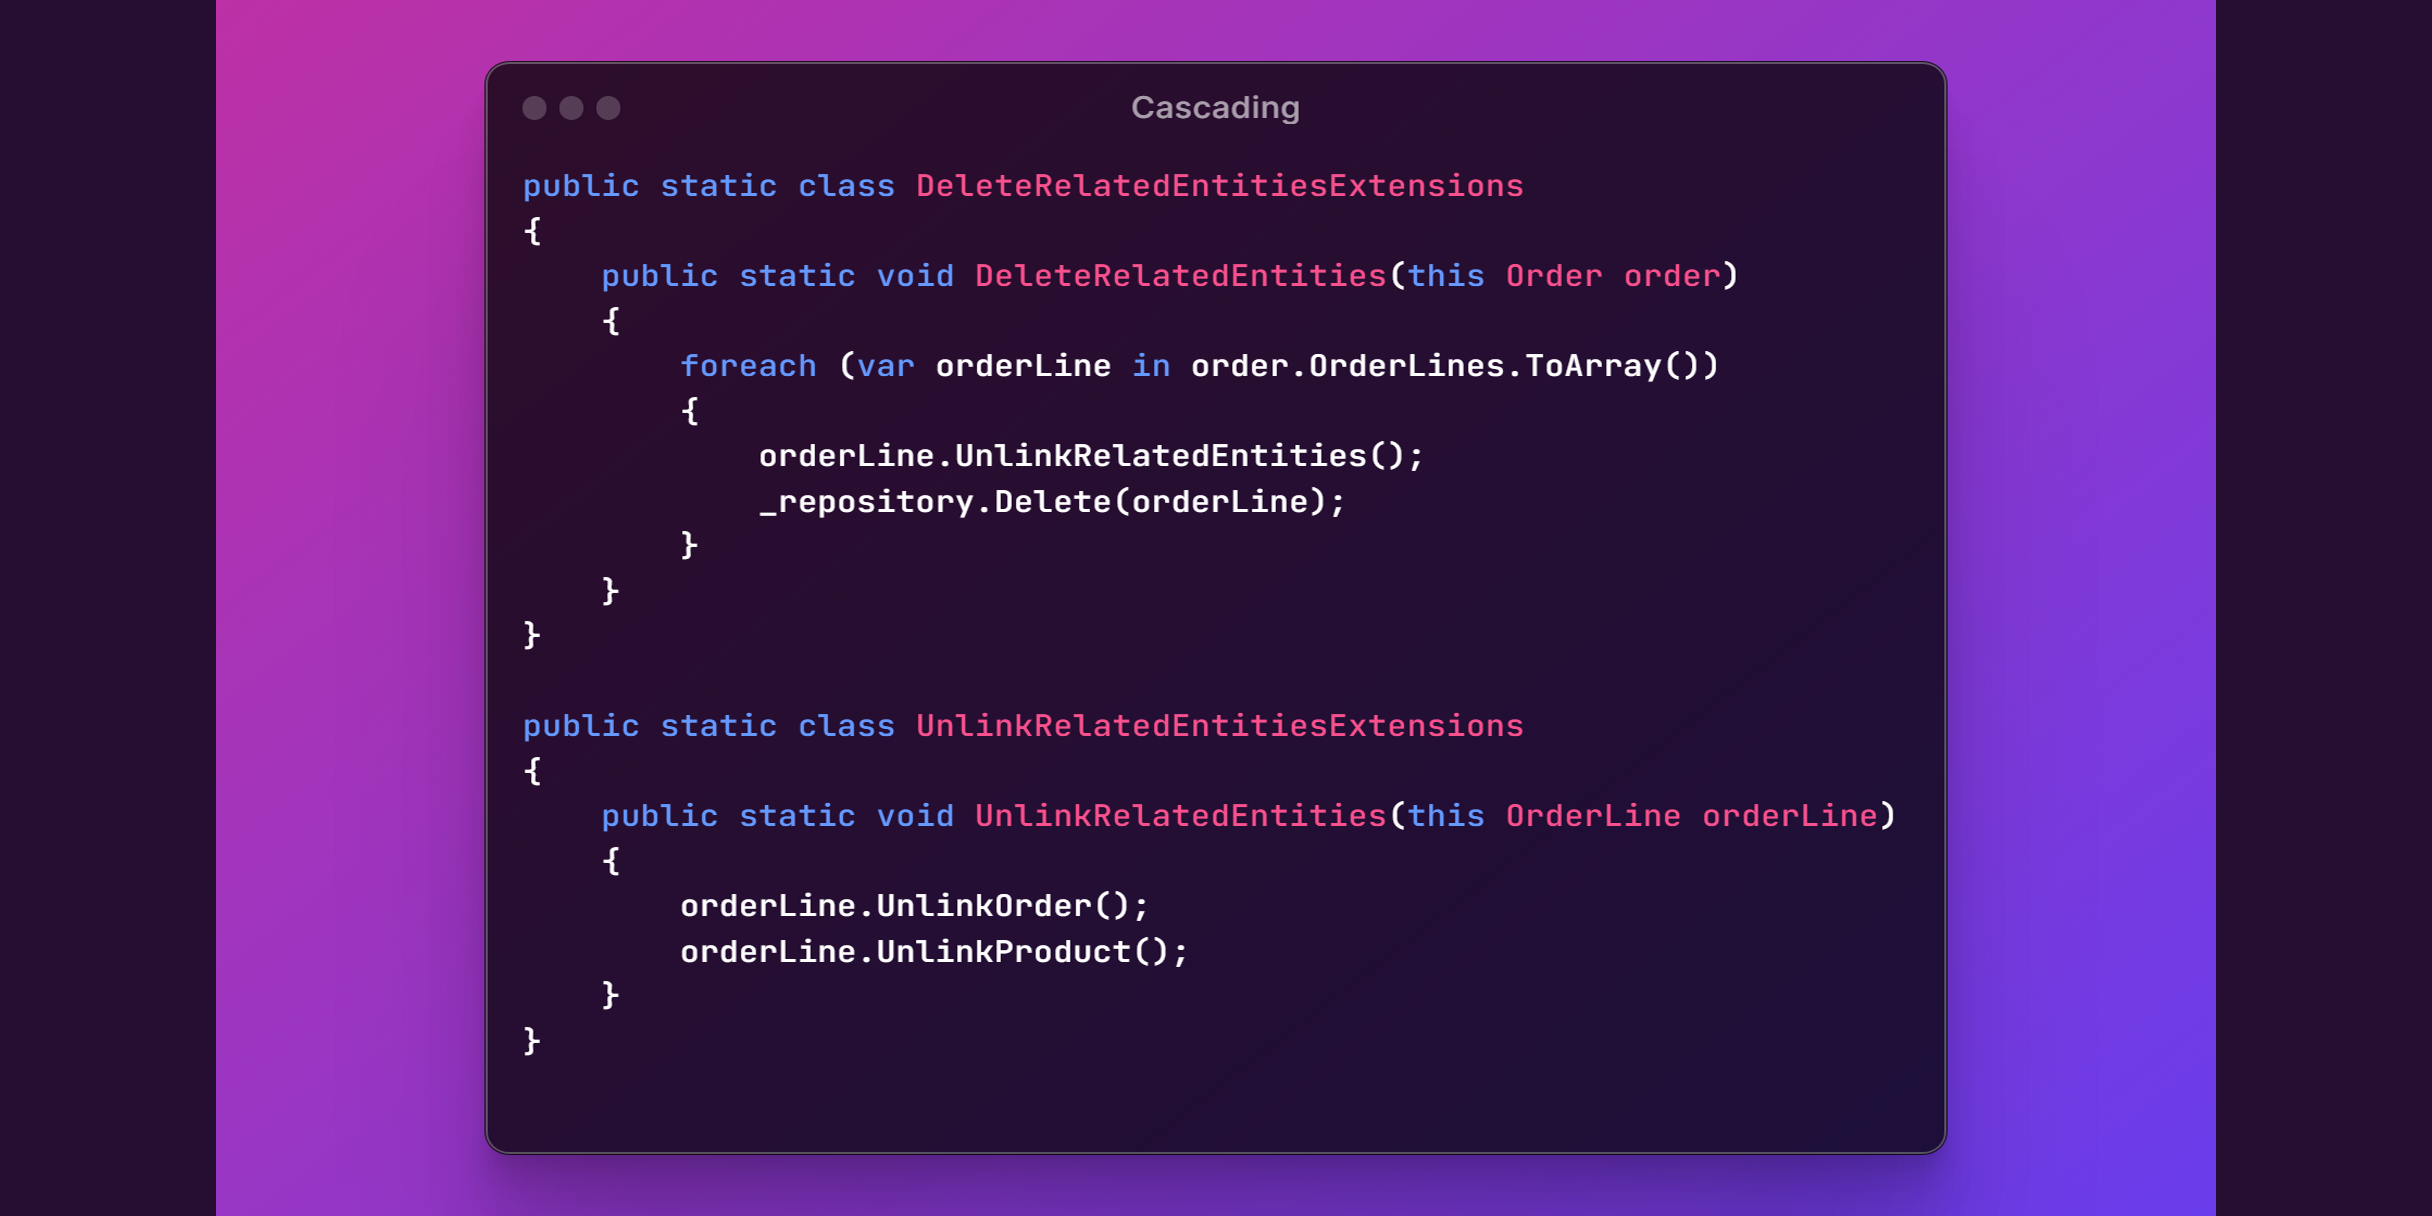 Cascading
public static class DeleteRelatedEntitiesExtensions
{
    public static void DeleteRelatedEntities(this Order order)
    {
        foreach (var orderLine in order.OrderLines.ToArray())
        {
            orderLine.UnlinkRelatedEntities();
            _repository.Delete(orderLine);
        }
    }
}

public static class UnlinkRelatedEntitiesExtensions
{
    public static void UnlinkRelatedEntities(this OrderLine orderLine)
    {
        orderLine.UnlinkOrder();
        orderLine.UnlinkProduct();
    }
}